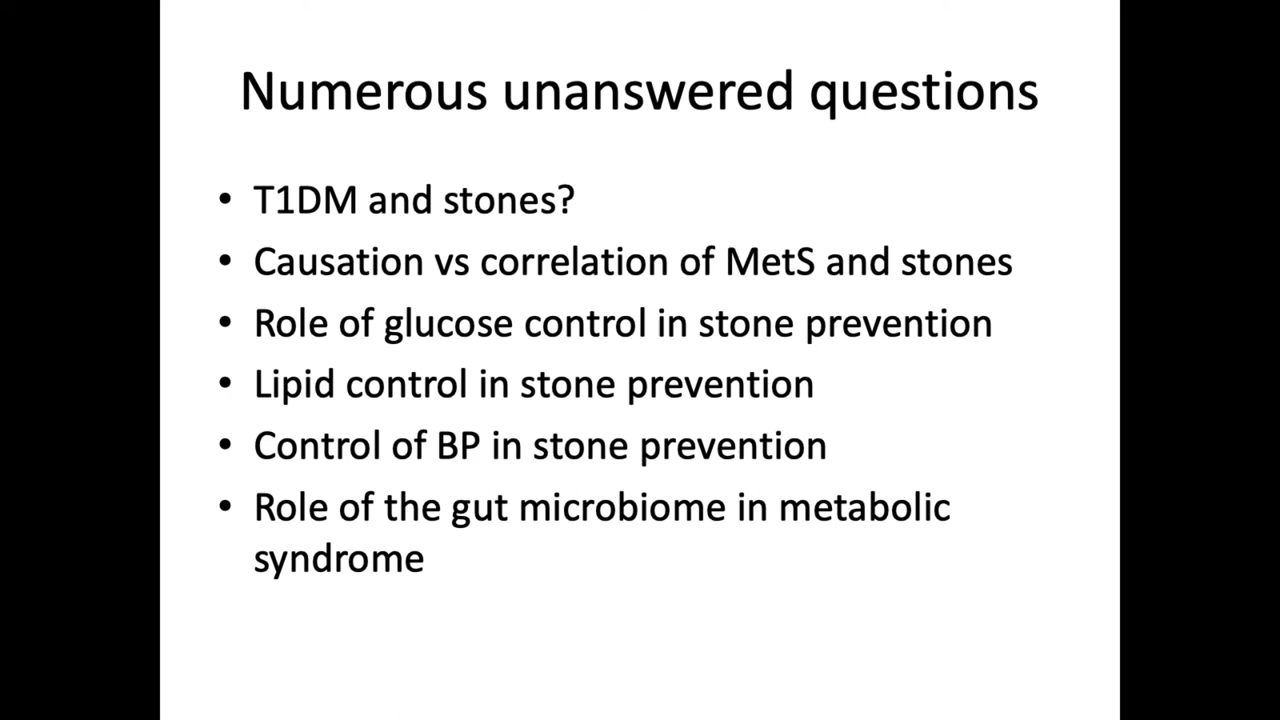 Numerous unanswered questions
• T1DM and stones?
• Causation vs correlation of MetS and stones
• Role of glucose control in stone prevention
• Lipid control in stone prevention
• Control of BP in stone prevention
• Role of the gut microbiome in metabolic
syndrome